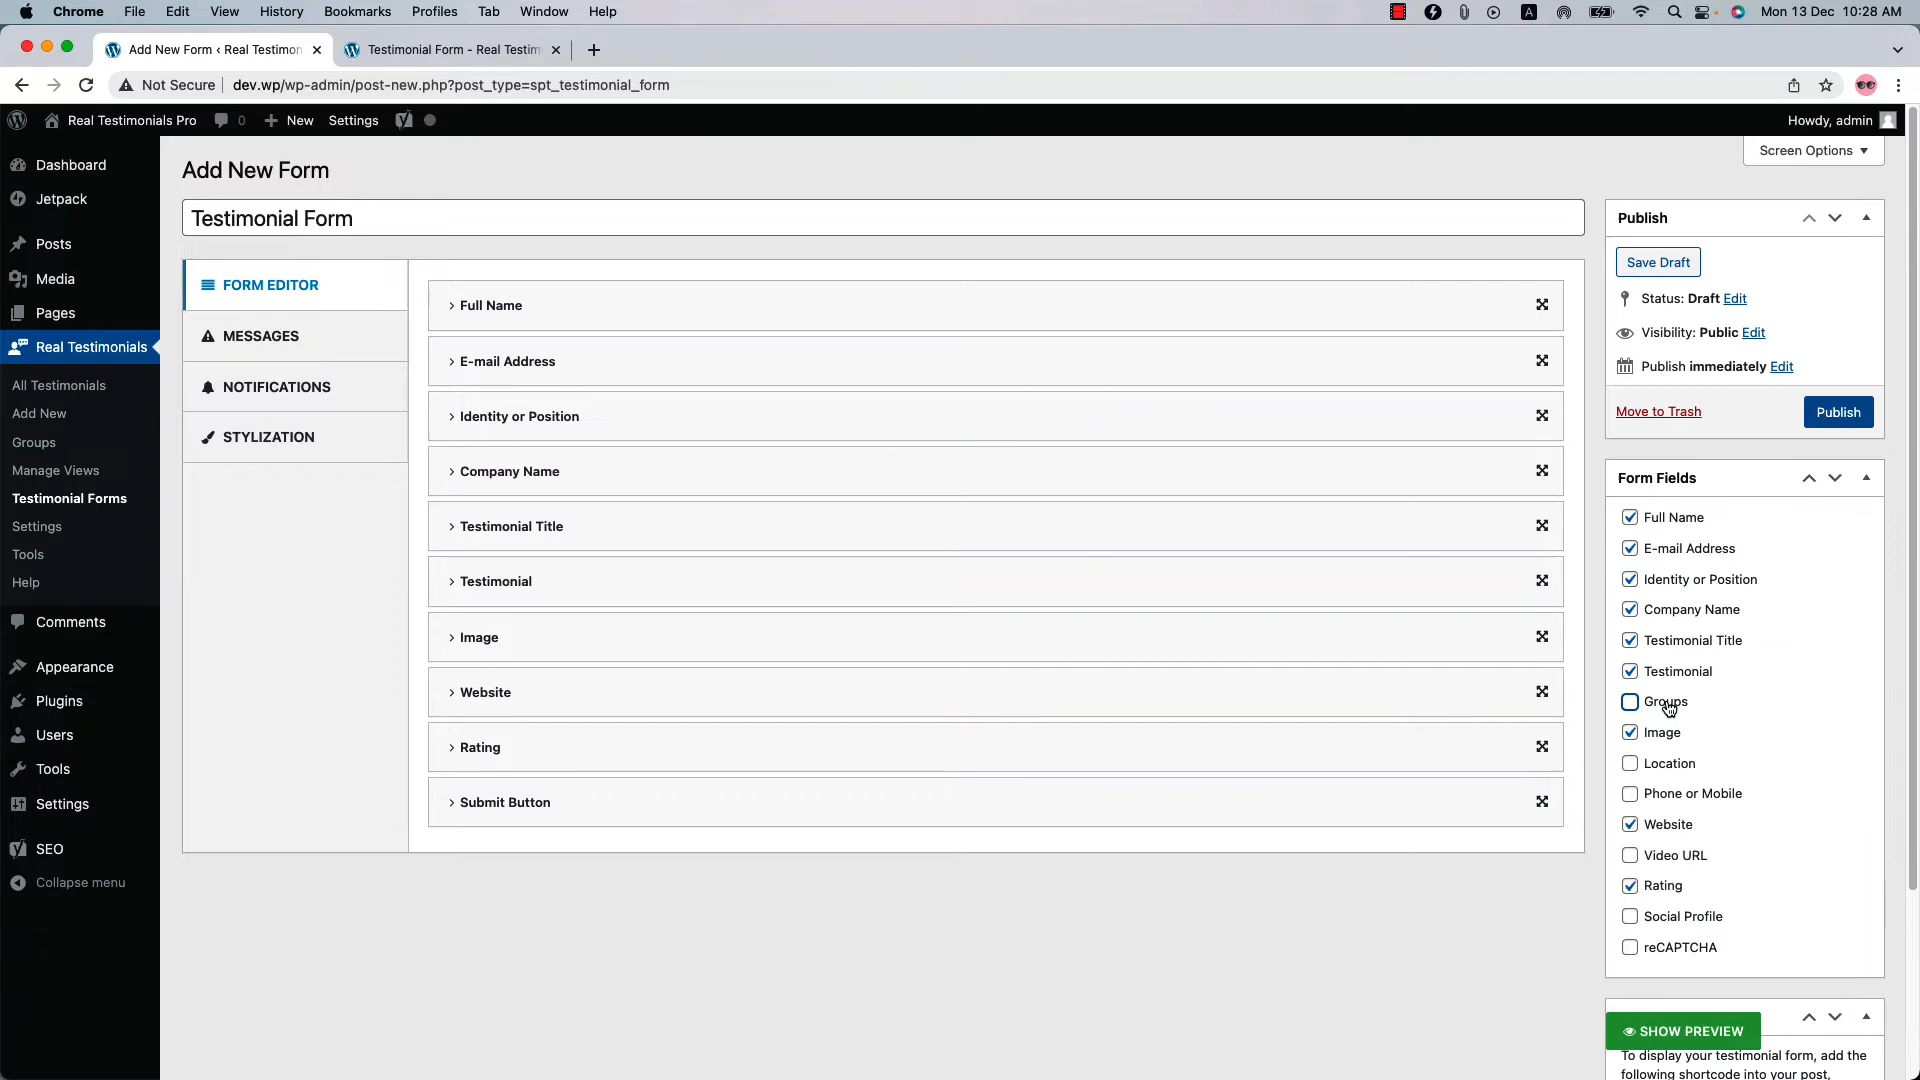 Chrome File Edit View History Bookmarks Profiles Tab Window Help
A Mon 13 Dec 10:28 AM
Add New Form ‹ Real Testimon
Testimonial Form - Real Testim
Not Secure dev.wp/wp-admin/post-new.php?post_type=spt_testimonial_form
Real Testimonials Pro 0 New Settings
Howdy, admin
Dashboard
Jetpack
Posts
Media
Pages
Real Testimonials
All Testimonials
Add New
Groups
Manage Views
Testimonial Forms
Settings
Tools
Help
Comments
Appearance
Plugins
Users
Tools
Settings
SEO
Collapse menu
Screen Options
Add New Form
Testimonial Form
FORM EDITOR
MESSAGES
NOTIFICATIONS
STYLIZATION
Full Name
E-mail Address
Identity or Position
Company Name
Testimonial Title
Testimonial
Image
Website
Rating
Submit Button
Publish
Save Draft
Status: Draft Edit
Visibility: Public Edit
Publish immediately Edit
Move to Trash
Publish
Form Fields
Full Name
E-mail Address
Identity or Position
Company Name
Testimonial Title
Testimonial
Groups
Image
Location
Phone or Mobile
Website
Video URL
Rating
Social Profile
reCAPTCHA
SHOW PREVIEW
To display your testimonial form, add the
following shortcode into your post,